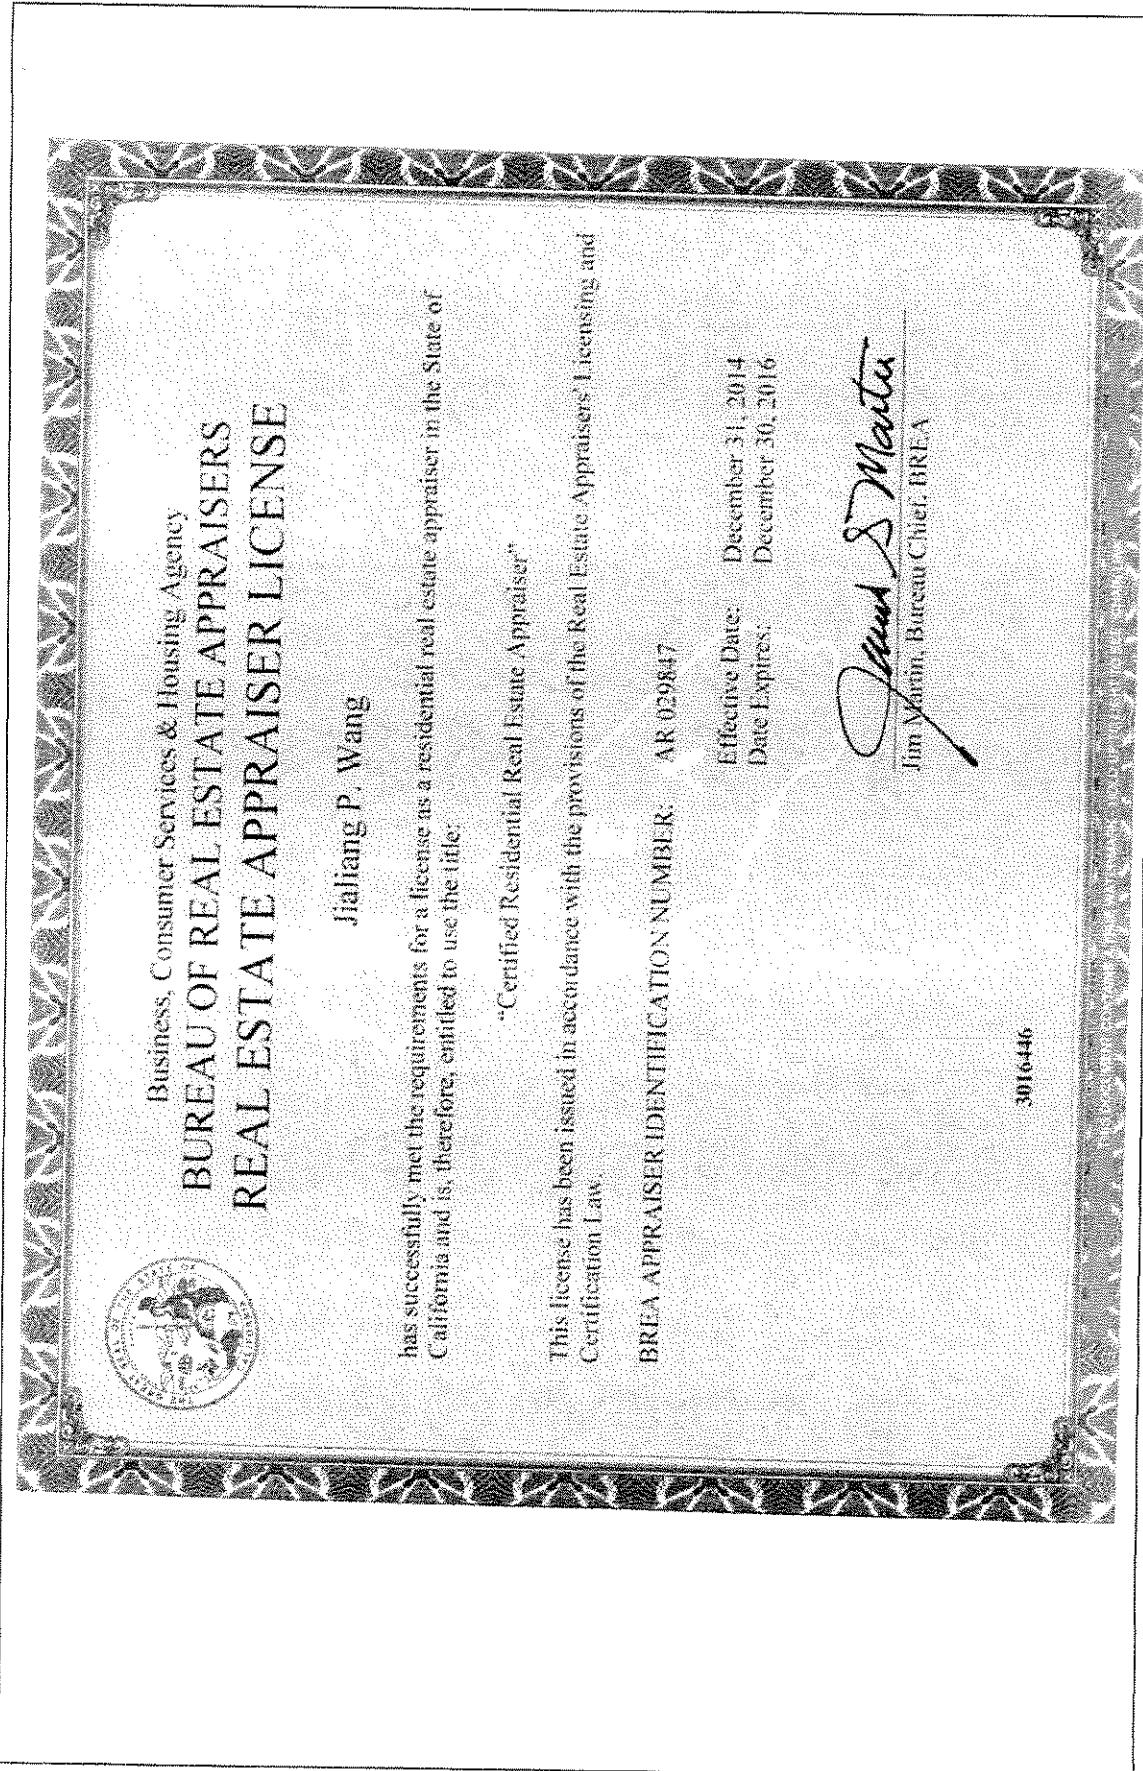 Business, Consumer Services & Housing Agency
BUREAU OF REAL ESTATE APPRAISERS
REAL ESTATE APPRAISER LICENSE
Jialiang P. Wang
has successfully met the requirements for a license as a residential real estate appraiser in the State of
California and is, therefore, entitled to use the title:
“Certified Residential Real Estate Appraiser”
This license has been issued in accordance with the provisions of the Real Estate Appraisers' Licensing and
Certification Law.
BREA APPRAISER IDENTIFICATION NUMBER: AR 029847
Effective Date: December 31, 2014
Date Expires: December 30, 2016
James S Martin
Jim Martin, Bureau Chief, BREA
3016446